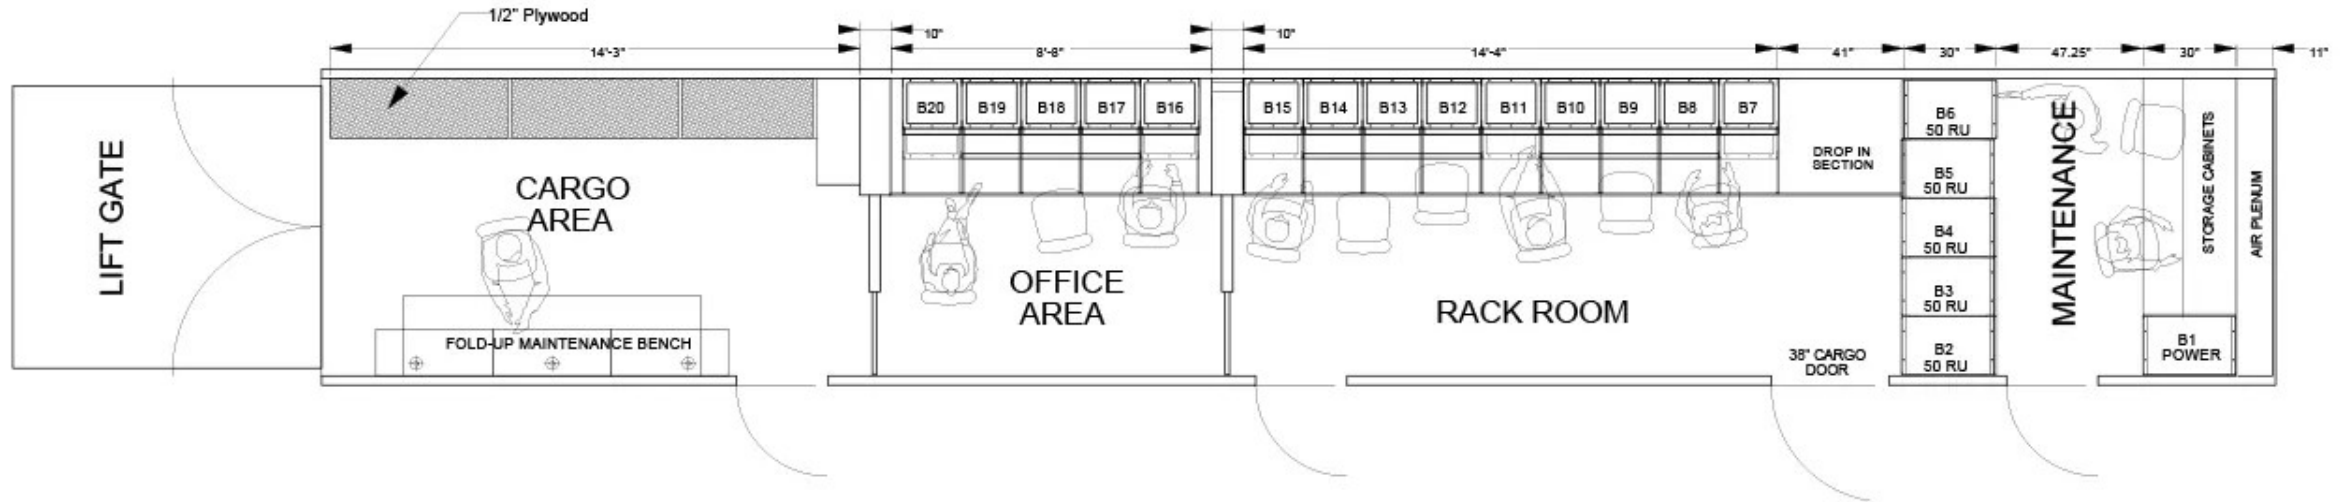 1/2" Plywood
14'-3"
10"
8'-6"
10"
14'-4"
41"
30"
47.25"
30"
11"
LIFT GATE
CARGO
AREA
FOLD-UP MAINTENANCE BENCH
B20
B19
B18
B17
B16
OFFICE
AREA
B15
B14
B13
B12
B11
B10
B9
B8
B7
RACK ROOM
DROP IN
SECTION
38" CARGO
DOOR
B6
50 RU
B5
50 RU
B4
50 RU
B3
50 RU
B2
50 RU
MAINTENANCE
STORAGE CABINETS
AIR PLENUM
B1
POWER